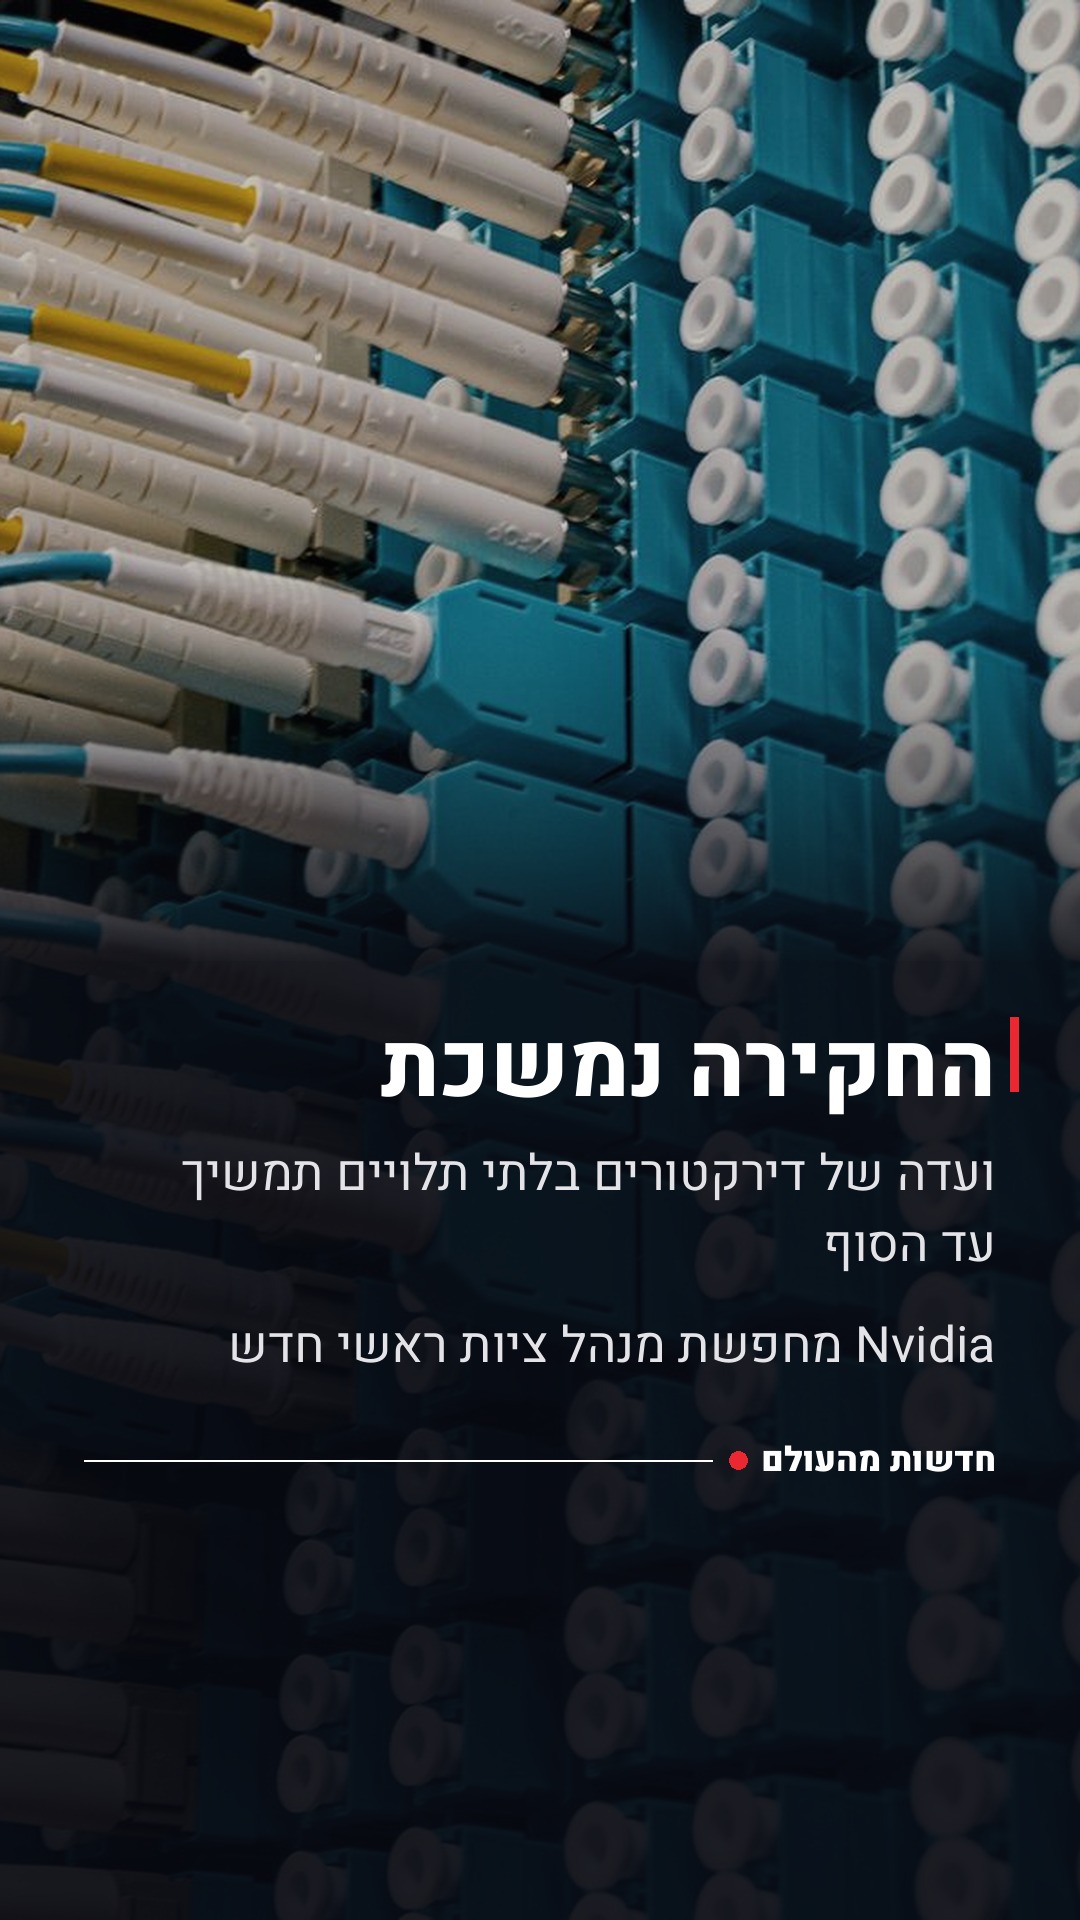 החקירה נמשכת
ועדה של דירקטורים בלתי תלויים תמשיך
עד הסוף
Nvidia מחפשת מנהל ציות ראשי חדש
חדשות מהעולם